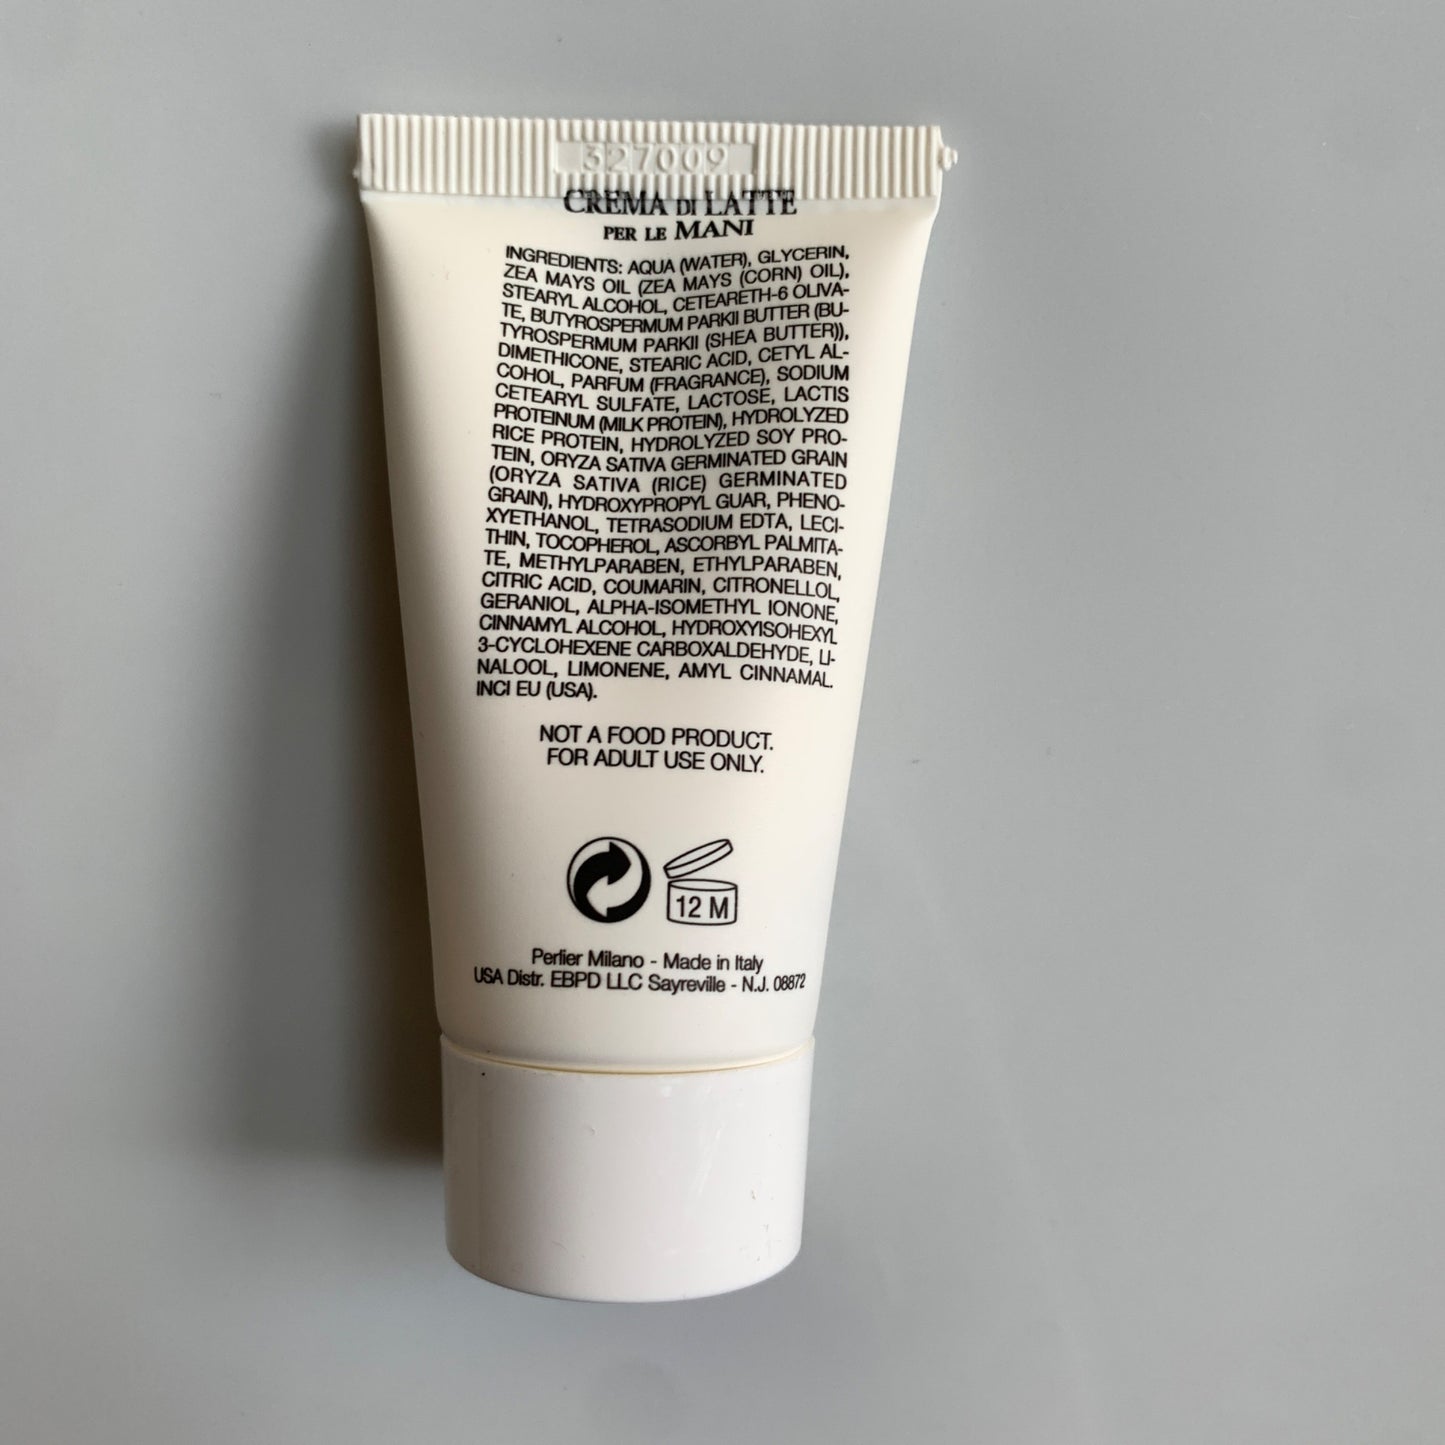 327009
CREMA DI LATTE
PER LE MANI
INGREDIENTS: AQUA (WATER), GLYCERIN,
ZEA MAYS OIL (ZEA MAYS (CORN) OIL),
STEARYL ALCOHOL, CETEARETH-6 OLIVA-
TE, BUTYROSPERMUM PARKII BUTTER (BU-
TYROSPERMUM PARKII (SHEA BUTTER)),
DIMETHICONE, STEARIC ACID, CETYL AL-
COHOL, PARFUM (FRAGRANCE), SODIUM
CETEARYL SULFATE, LACTOSE, LACTIS
PROTEINUM (MILK PROTEIN), HYDROLYZED
RICE PROTEIN, HYDROLYZED SOY PRO-
TEIN, ORYZA SATIVA GERMINATED GRAIN
(ORYZA SATIVA (RICE) GERMINATED
GRAIN), HYDROXYPROPYL GUAR, PHENO-
XYETHANOL, TETRASODIUM EDTA, LECI-
THIN, TOCOPHEROL, ASCORBYL PALMITA-
TE, METHYLPARABEN, ETHYLPARABEN,
CITRIC ACID, COUMARIN, CITRONELLOL,
GERANIOL, ALPHA-ISOMETHYL IONONE,
CINNAMYL ALCOHOL, HYDROXYISOHEXYL
3-CYCLOHEXENE CARBOXALDEHYDE, LI-
NALOOL, LIMONENE, AMYL CINNAMAL.
INCI EU (USA).
NOT A FOOD PRODUCT.
FOR ADULT USE ONLY.
12 M
Perlier Milano - Made in Italy
USA Distr. EBPD LLC Sayreville - N.J. 08872